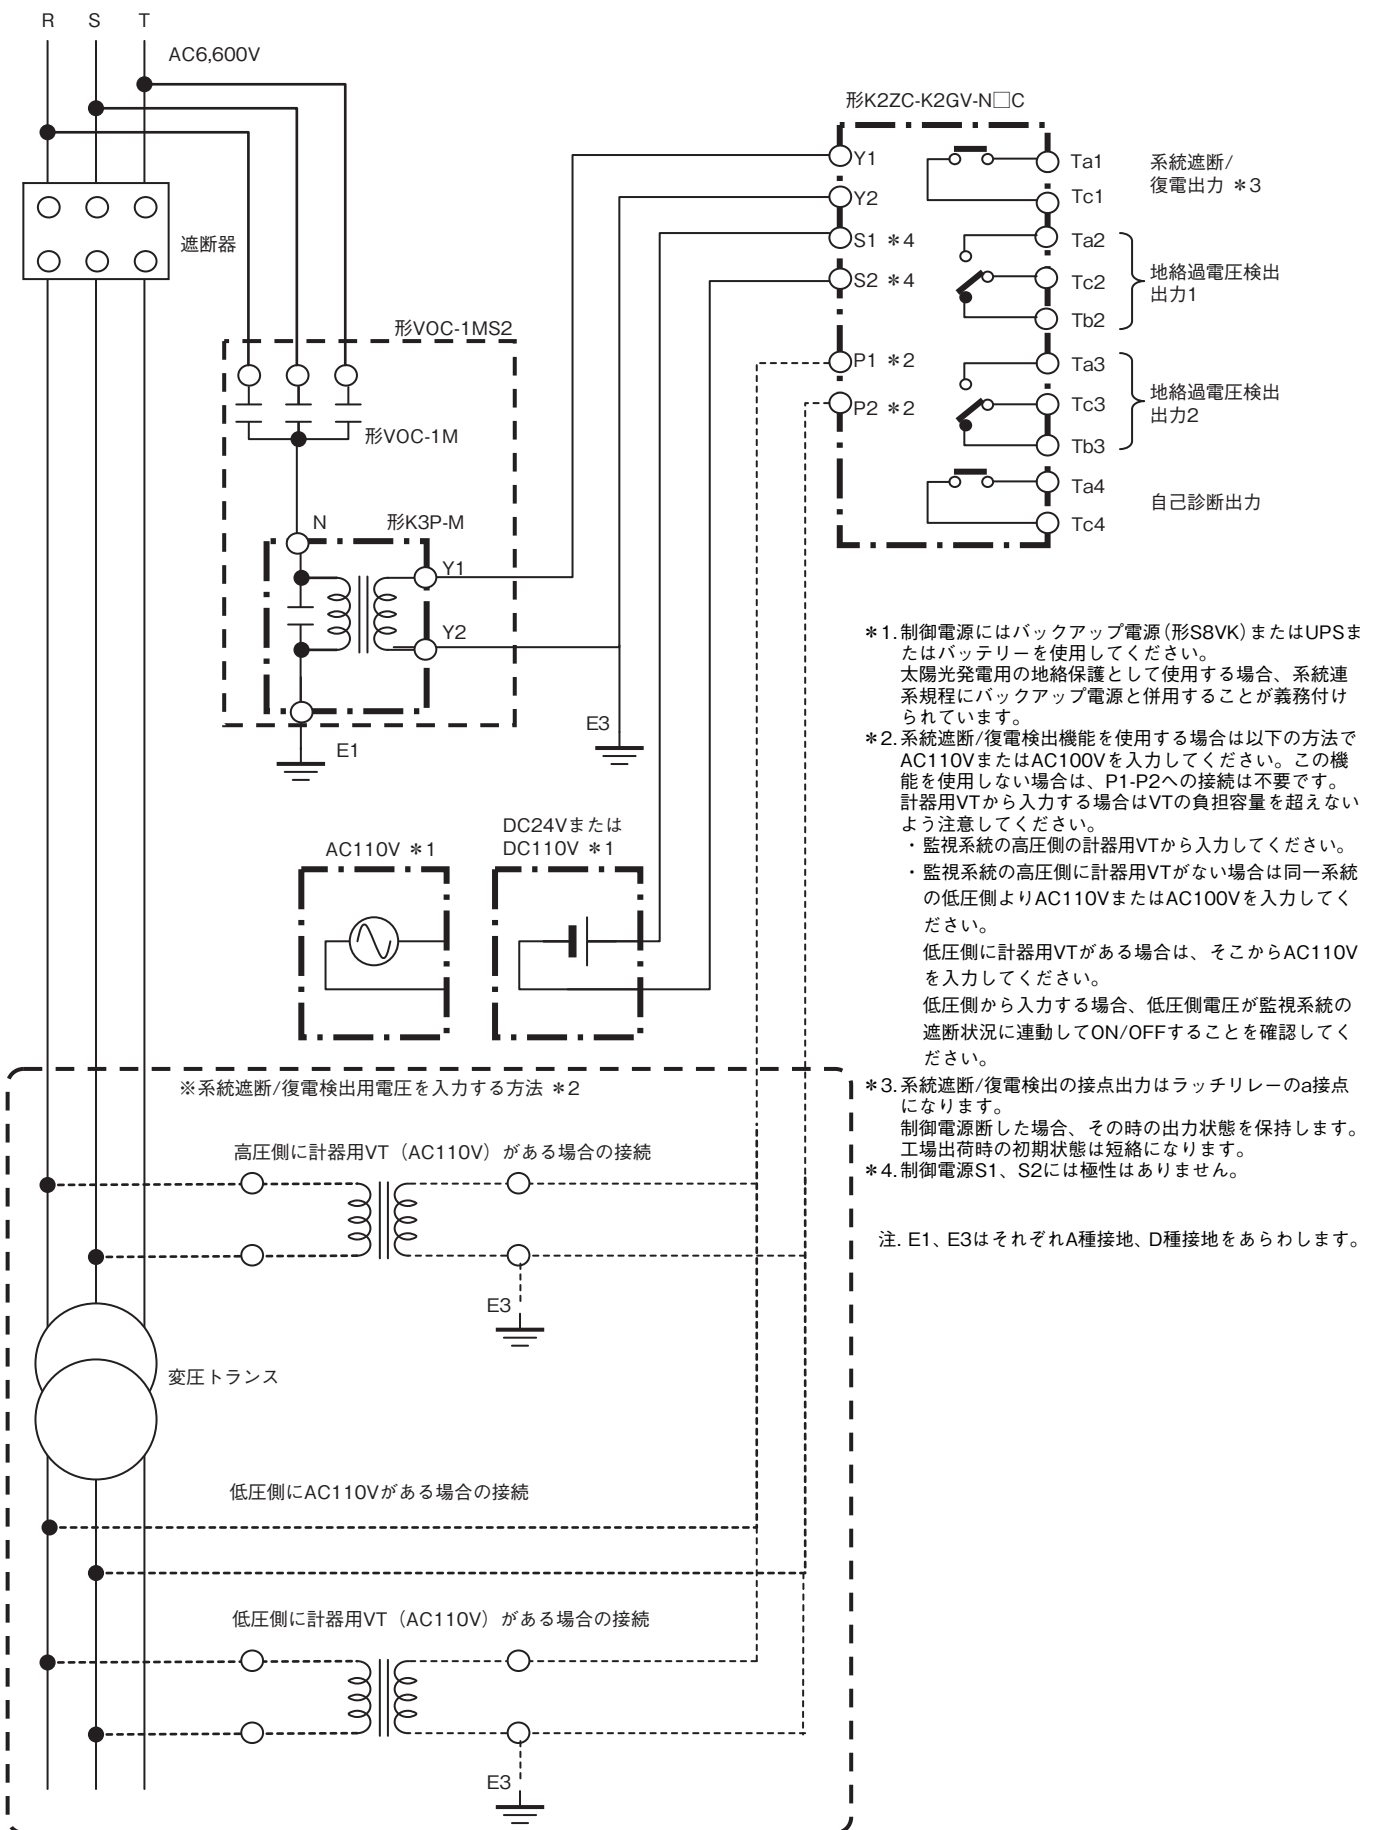 R S T
AC6,600V
遮断器
形VOC-1MS2
形VOC-1M
N
形K3P-M
Y1
Y2
E1
E3
形K2ZC-K2GV-N□C
Y1
Y2
S1 *4
S2 *4
P1 *2
P2 *2
Ta1
Tc1
Ta2
Tc2
Tb2
Ta3
Tc3
Tb3
Ta4
Tc4
系統遮断/
復電出力 *3
地絡過電圧検出
出力1
地絡過電圧検出
出力2
自己診断出力
AC110V *1
DC24Vまたは
DC110V *1
*1.制御電源にはバックアップ電源(形S8VK)またはUPSま
たはバッテリーを使用してください。
太陽光発電用の地絡保護として使用する場合、系統連
系規程にバックアップ電源と併用することが義務付け
られています。
*2.系統遮断/復電検出機能を使用する場合は以下の方法で
AC110VまたはAC100Vを入力してください。この機
能を使用しない場合は、P1-P2への接続は不要です。
計器用VTから入力する場合はVTの負担容量を超えない
よう注意してください。
・監視系統の高圧側の計器用VTから入力してください。
・監視系統の高圧側に計器用VTがない場合は同一系統
の低圧側よりAC110VまたはAC100Vを入力してく
ださい。
低圧側に計器用VTがある場合は、そこからAC110V
を入力してください。
低圧側から入力する場合、低圧側電圧が監視系統の
遮断状況に連動してON/OFFすることを確認してく
ださい。
*3.系統遮断/復電検出の接点出力はラッチリレーのa接点
になります。
制御電源断した場合、その時の出力状態を保持します。
工場出荷時の初期状態は短絡になります。
*4.制御電源S1、S2には極性はありません。
注. E1、E3はそれぞれA種接地、D種接地をあらわします。
※系統遮断/復電検出用電圧を入力する方法 *2
高圧側に計器用VT（AC110V）がある場合の接続
E3
変圧トランス
低圧側にAC110Vがある場合の接続
低圧側に計器用VT（AC110V）がある場合の接続
E3